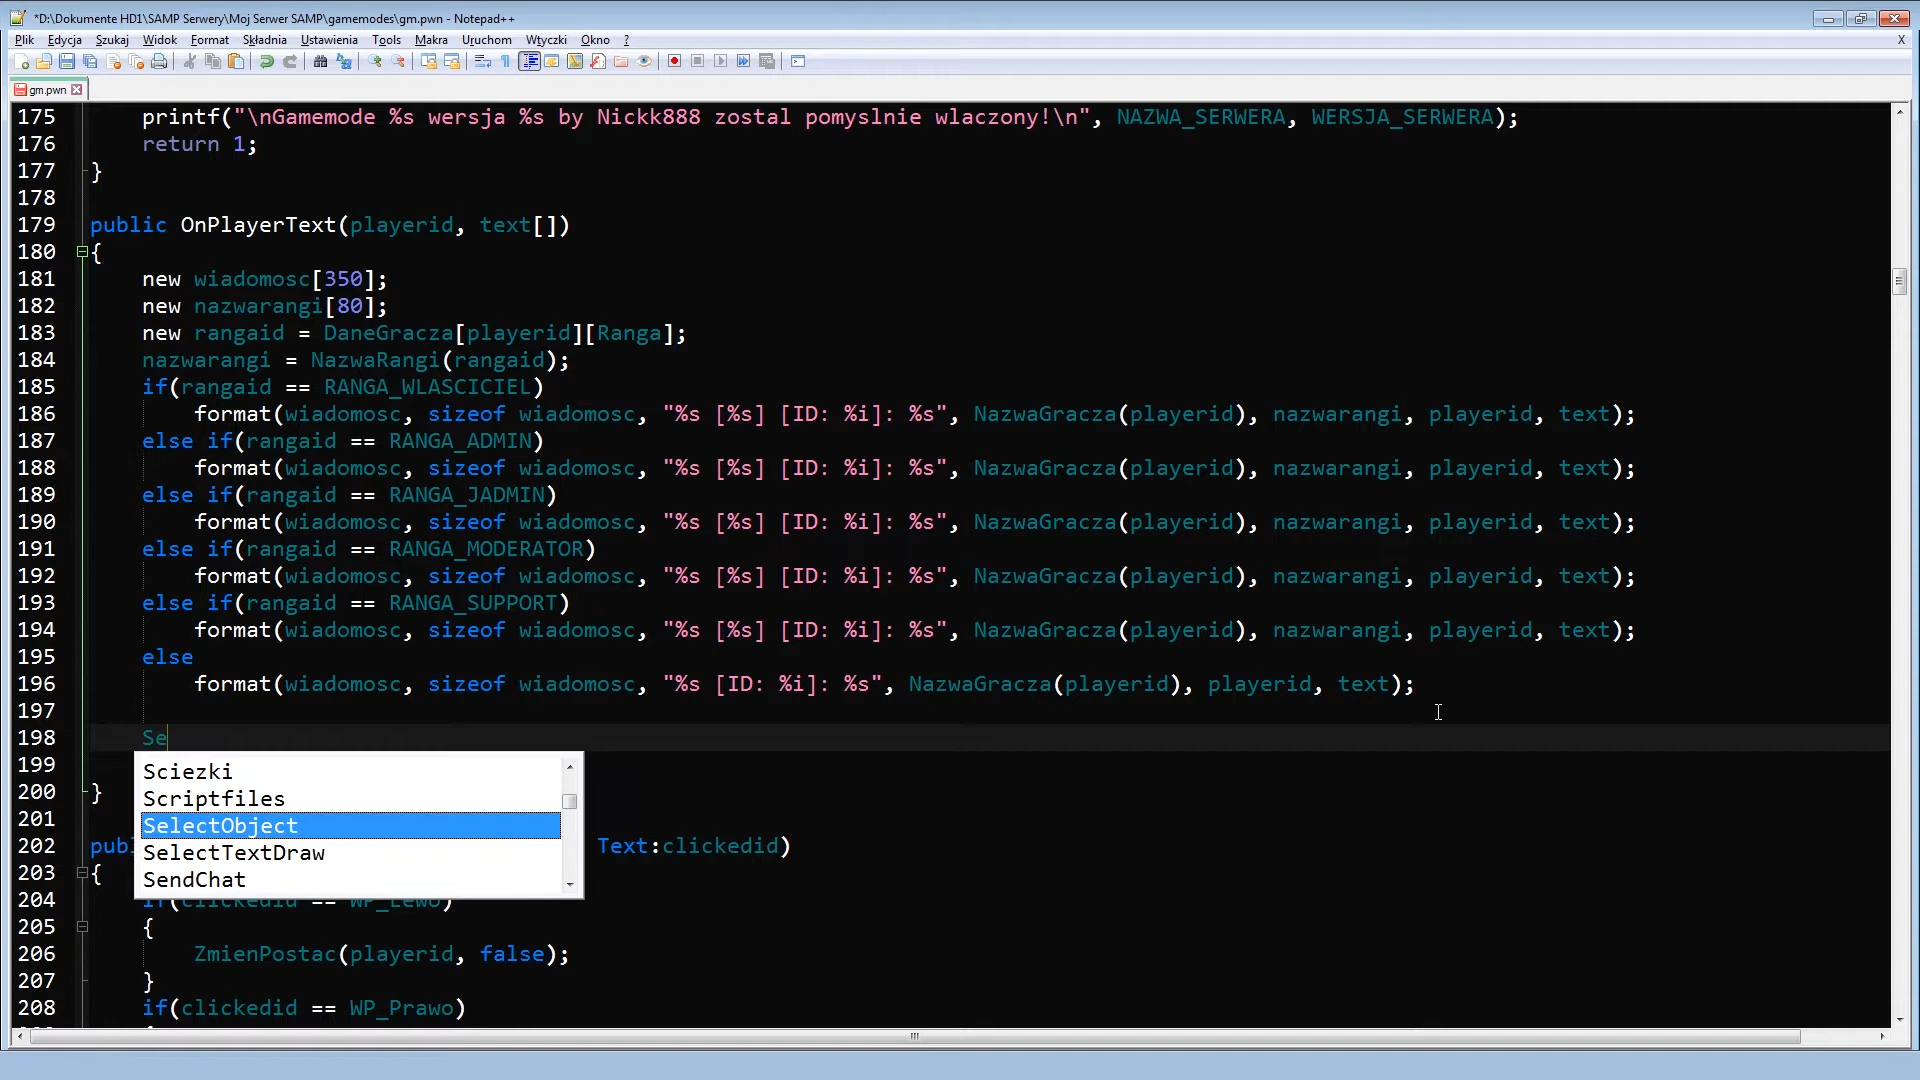 *D:\Dokumente HD1\SAMP Serwery\Moj Serwer SAMP\gamemodes\gm.pwn - Notepad++
Plik Edycja Szukaj Widok Format Składnia Ustawienia Tools Makra Uruchom Wtyczki Okno ? X
gm.pwn
175 printf("\nGamemode %s wersja %s by Nickk888 zostal pomyslnie wlaczony!\n", NAZWA_SERWERA, WERSJA_SERWERA);
176 return 1;
177 }
178
179 public OnPlayerText(playerid, text[])
180 {
181 new wiadomosc[350];
182 new nazwarangi[80];
183 new rangaid = DaneGracza[playerid][Ranga];
184 nazwarangi = NazwaRangi(rangaid);
185 if(rangaid == RANGA_WLASCICIEL)
186 format(wiadomosc, sizeof wiadomosc, "%s [%s] [ID: %i]: %s", NazwaGracza(playerid), nazwarangi, playerid, text);
187 else if(rangaid == RANGA_ADMIN)
188 format(wiadomosc, sizeof wiadomosc, "%s [%s] [ID: %i]: %s", NazwaGracza(playerid), nazwarangi, playerid, text);
189 else if(rangaid == RANGA_JADMIN)
190 format(wiadomosc, sizeof wiadomosc, "%s [%s] [ID: %i]: %s", NazwaGracza(playerid), nazwarangi, playerid, text);
191 else if(rangaid == RANGA_MODERATOR)
192 format(wiadomosc, sizeof wiadomosc, "%s [%s] [ID: %i]: %s", NazwaGracza(playerid), nazwarangi, playerid, text);
193 else if(rangaid == RANGA_SUPPORT)
194 format(wiadomosc, sizeof wiadomosc, "%s [%s] [ID: %i]: %s", NazwaGracza(playerid), nazwarangi, playerid, text);
195 else
196 format(wiadomosc, sizeof wiadomosc, "%s [ID: %i]: %s", NazwaGracza(playerid), playerid, text);
197
198 Se
199
Sciezki
Scriptfiles
SelectObject
SelectTextDraw
SendChat
200 }
201
202 publ Text:clickedid)
203 {
204 if(clickedid == WP_Lewo)
205 {
206 ZmienPostac(playerid, false);
207 }
208 if(clickedid == WP_Prawo)